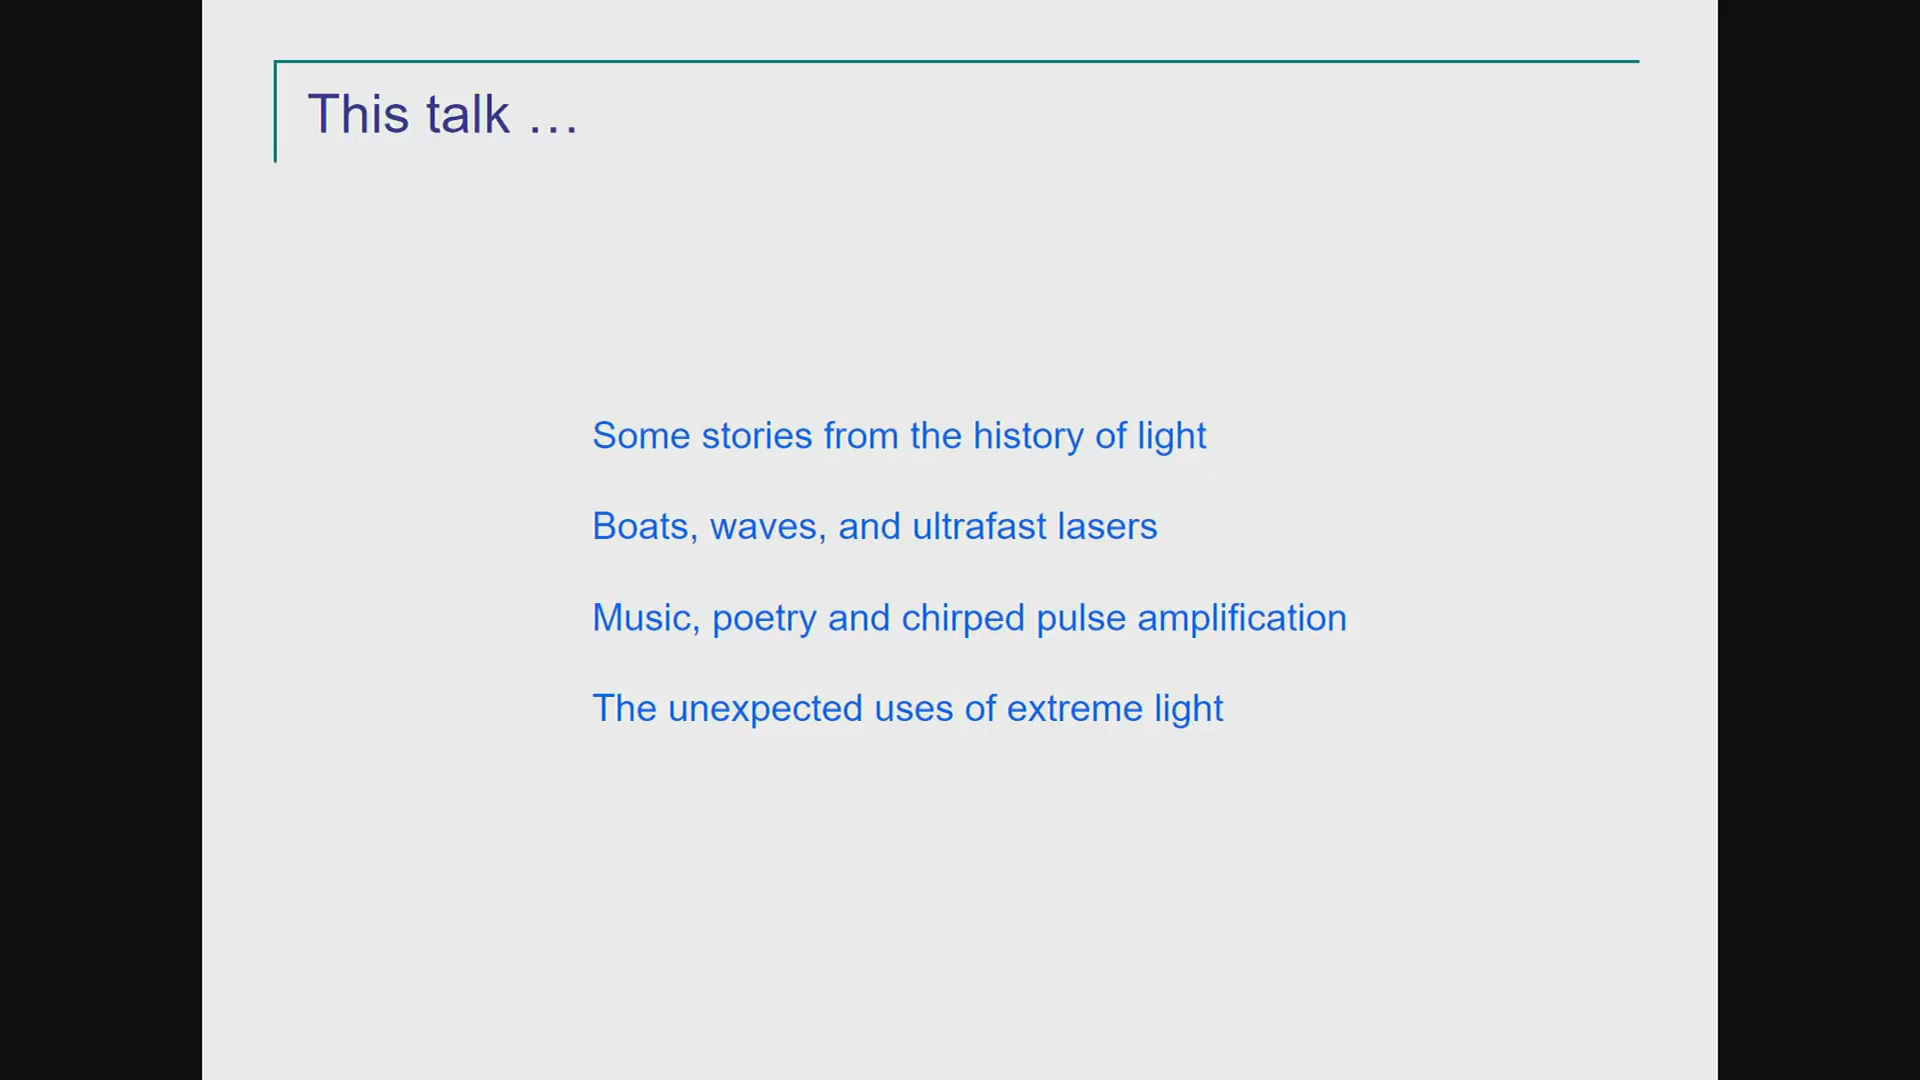 This talk …
Some stories from the history of light
Boats, waves, and ultrafast lasers
Music, poetry and chirped pulse amplification
The unexpected uses of extreme light